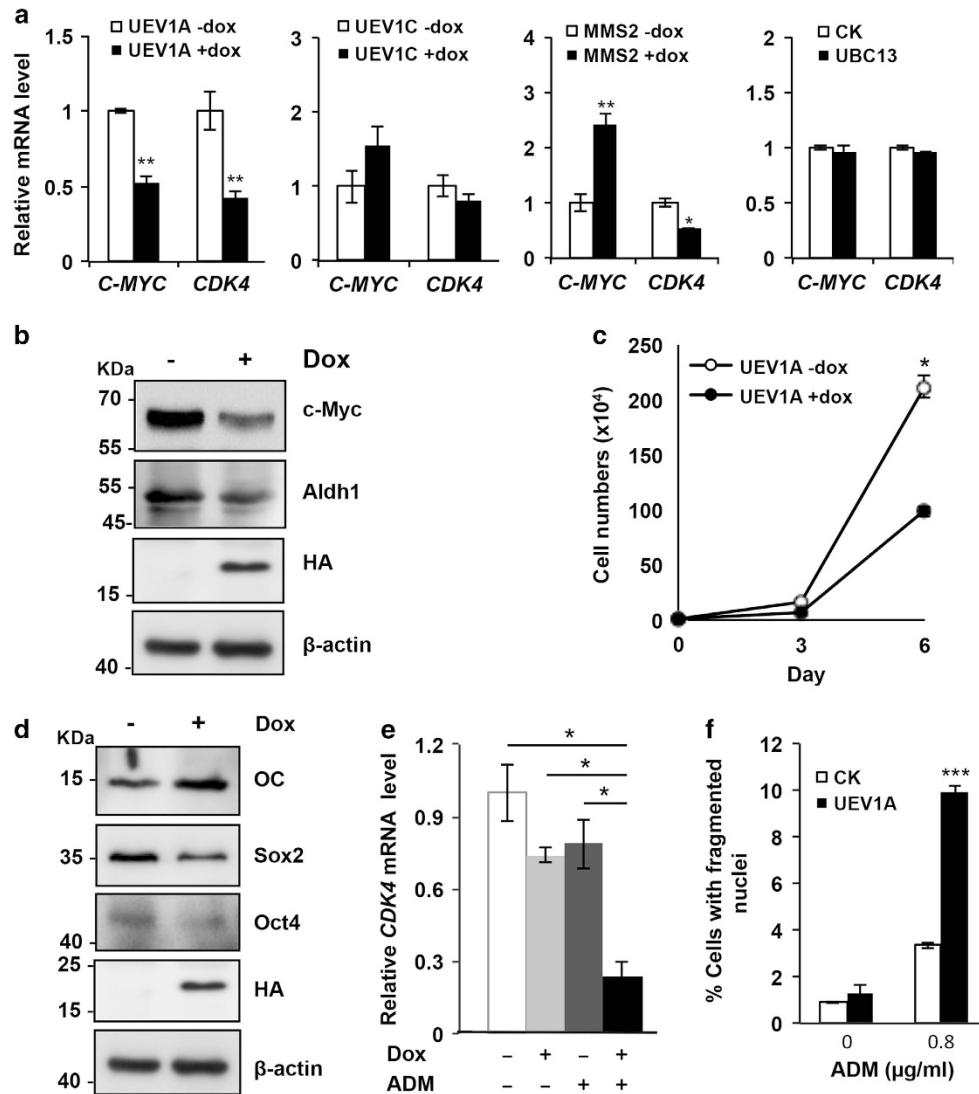 a
UEV1A -dox
UEV1A +dox
UEV1C -dox
UEV1C +dox
MMS2 -dox
MMS2 +dox
CK
UBC13
Relative mRNA level
1.5
1
0.5
0
**
**
C-MYC
CDK4
3
2
1
0
C-MYC
CDK4
4
3
2
1
0
**
*
C-MYC
CDK4
2
1.5
1
0.5
0
C-MYC
CDK4
b
- + Dox
KDa
70
55
c-Myc
55
45
Aldh1
15
HA
40
β-actin
c
UEV1A -dox
UEV1A +dox
Cell numbers (x10⁴)
250
200
150
100
50
0
*
0 3 6
Day
d
- + Dox
KDa
15
OC
35
Sox2
40
Oct4
25
15
HA
40
β-actin
e
Relative CDK4 mRNA level
1.2
0.9
0.6
0.3
0
*
*
*
Dox – + – +
ADM – – + +
f
CK
UEV1A
% Cells with fragmented nuclei
12
10
8
6
4
2
0
***
0 0.8
ADM (μg/ml)